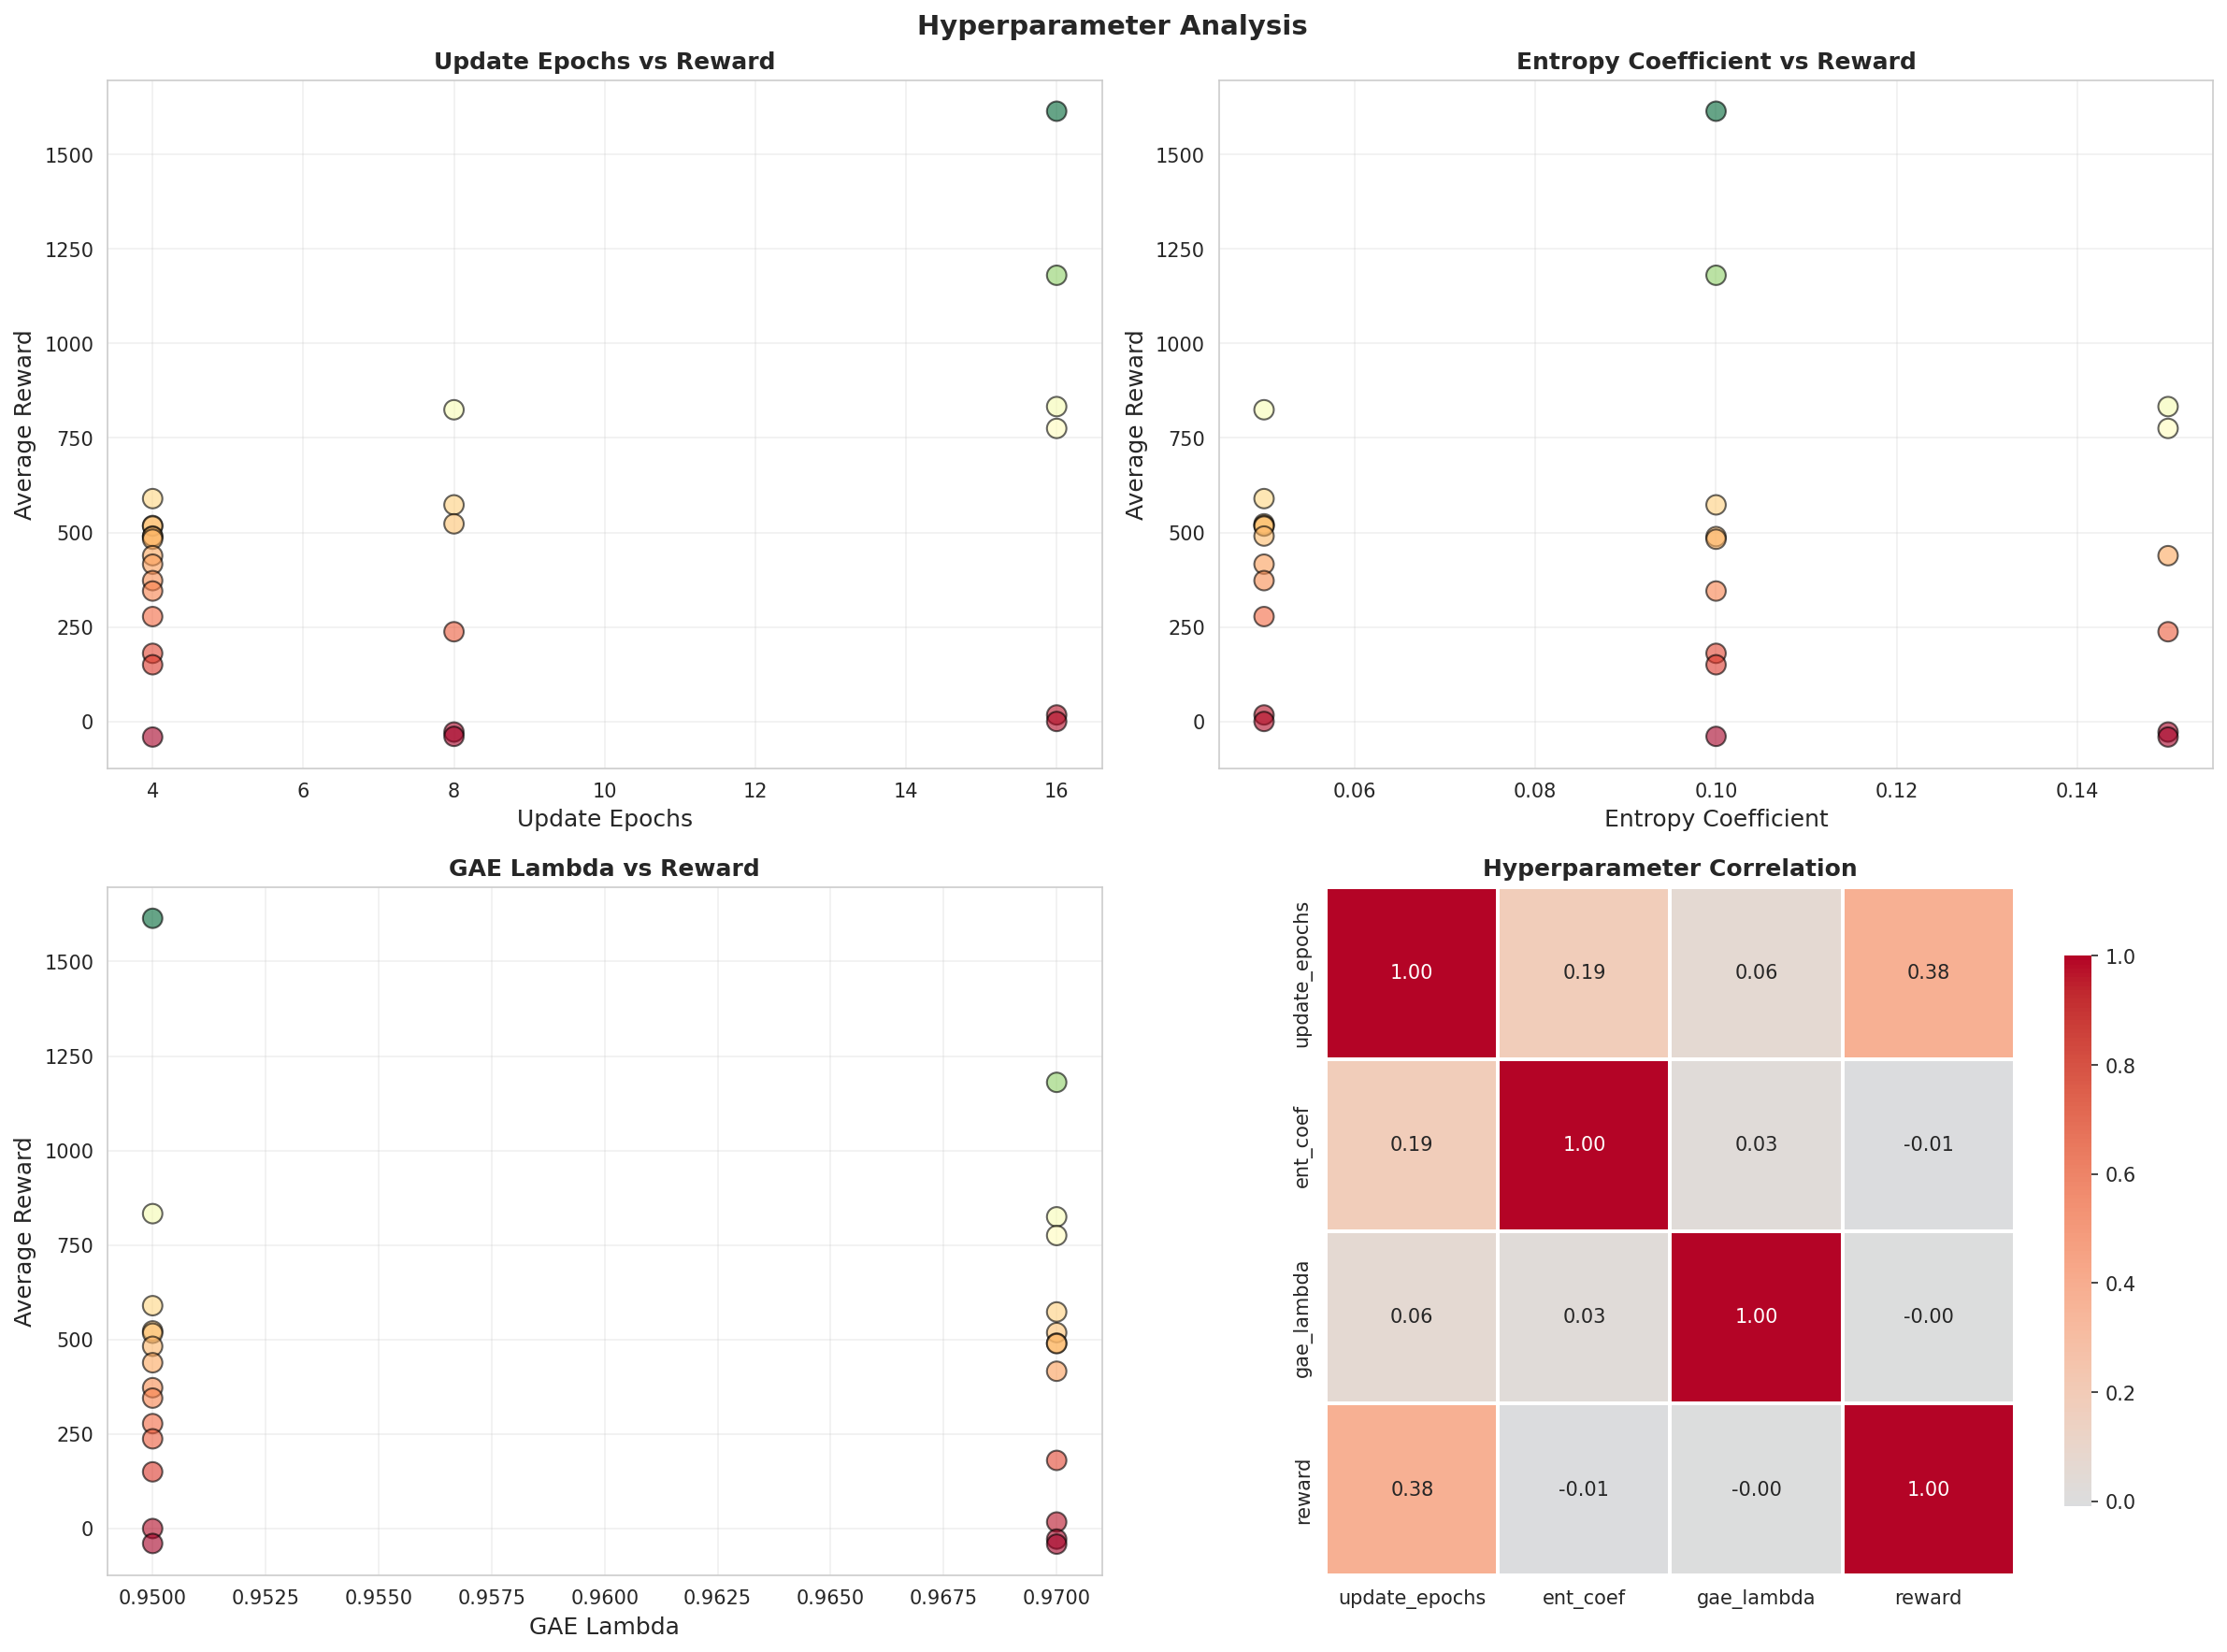 Hyperparameter Analysis
Update Epochs vs Reward
Average Reward
1500
1250
1000
750
500
250
0
4 6 8 10 12 14 16
Update Epochs
Entropy Coefficient vs Reward
Average Reward
1500
1250
1000
750
500
250
0
0.06 0.08 0.10 0.12 0.14
Entropy Coefficient
GAE Lambda vs Reward
Average Reward
1500
1250
1000
750
500
250
0
0.9500 0.9525 0.9550 0.9575 0.9600 0.9625 0.9650 0.9675 0.9700
GAE Lambda
Hyperparameter Correlation
update_epochs 1.00 0.19 0.06 0.38
ent_coef 0.19 1.00 0.03 -0.01
gae_lambda 0.06 0.03 1.00 -0.00
reward 0.38 -0.01 -0.00 1.00
update_epochs ent_coef gae_lambda reward
1.0
0.8
0.6
0.4
0.2
0.0